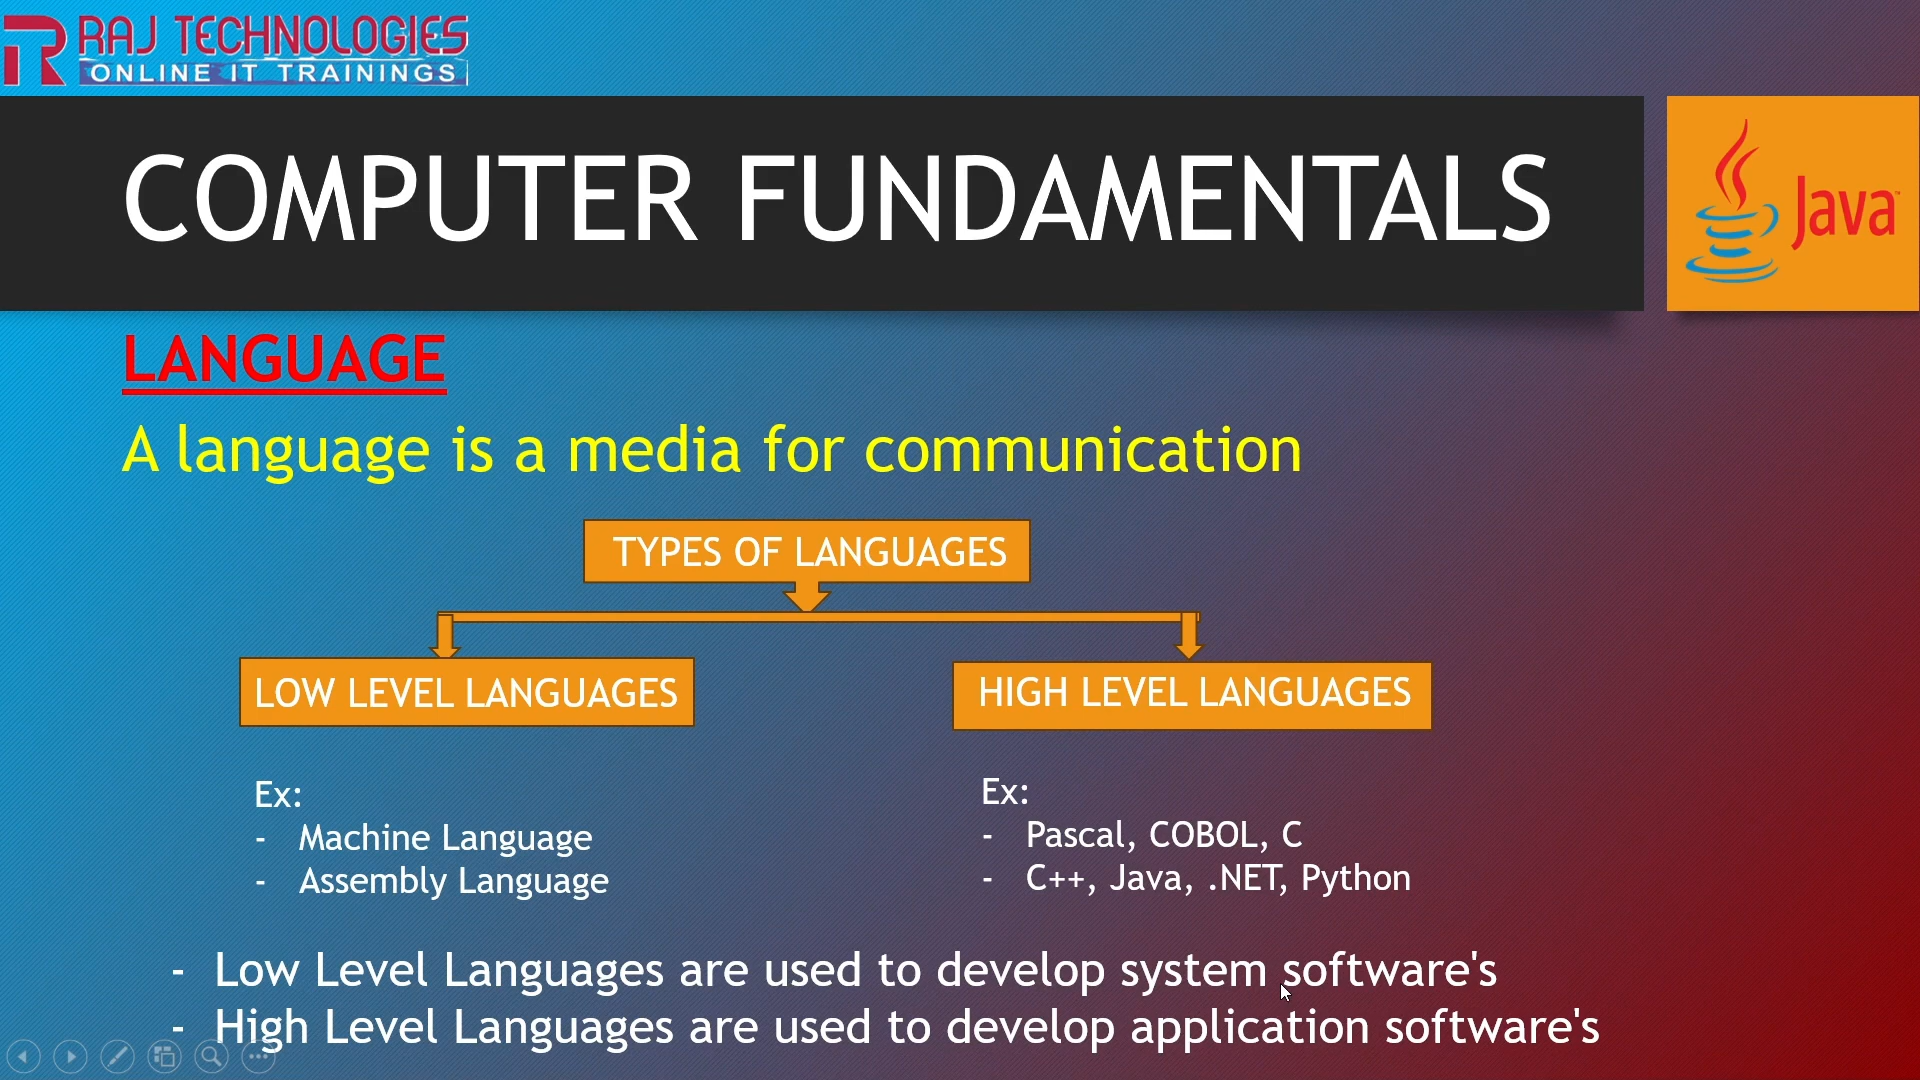 RAJ TECHNOLOGIES
ONLINE IT TRAININGS
COMPUTER FUNDAMENTALS
Java™
LANGUAGE
A language is a media for communication
TYPES OF LANGUAGES
LOW LEVEL LANGUAGES
HIGH LEVEL LANGUAGES
Ex:
- Machine Language
- Assembly Language
Ex:
- Pascal, COBOL, C
- C++, Java, .NET, Python
- Low Level Languages are used to develop system software's
- High Level Languages are used to develop application software's